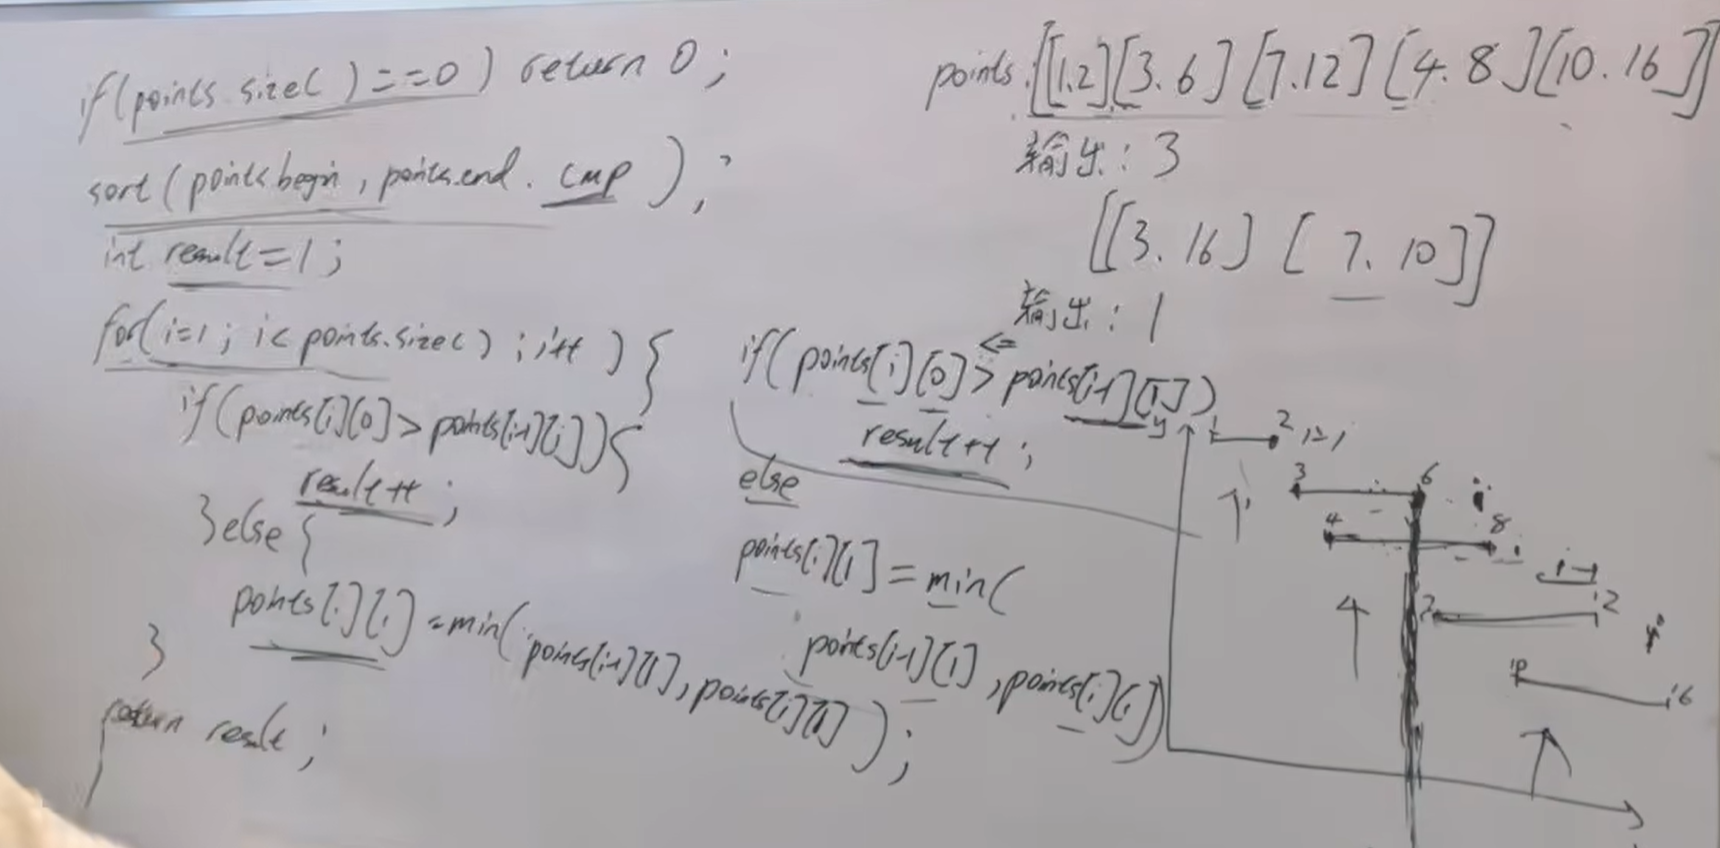 if(points.size()==0) return 0;
sort(points.begin, points.end. cmp);
int result=1;
for(i=1; i<points.size(); i++){
if(points[i][0]>points[i-1][1]){
result++;
}else{
points[i][1]=min(points[i-1][1],points[i][1]);
}
return result;
points.[[1.2][3.6][7.12][4.8][10.16]]
输出:3
[[3.16][7.10]]
输出:1
<=
if(points[i][0]>points[i-1][1])
result++;
else
points[i][1]=min(
points[i-1][1],points[i][1])
y
1 2 i=1
3 6
4 8
7 12
10 16